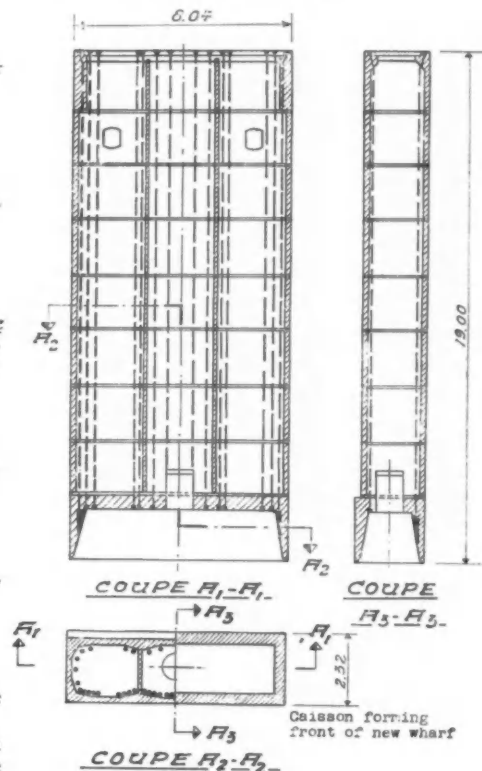 6.04
19.00
A2
A2
COUPE A1-A1
COUPE
A3-A3
A3
A1
A1
2.32
A3
Caisson forming
front of new wharf
COUPE A2-A2